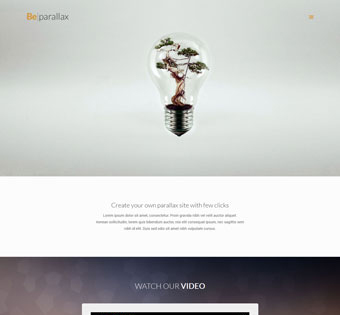 Be|parallax
Create your own parallax site with few clicks
Lorem ipsum dolor sit amet, consectetur. Proin gravida nibh vel velit auctor aliquet.
Aenean sollicitudin, lorem quis bibendum auctor, nisi elit consequat ipsum, nec sagittis sem
nibh id elit. Duis sed odio sit amet nibh vulputate cursus.
WATCH OUR VIDEO